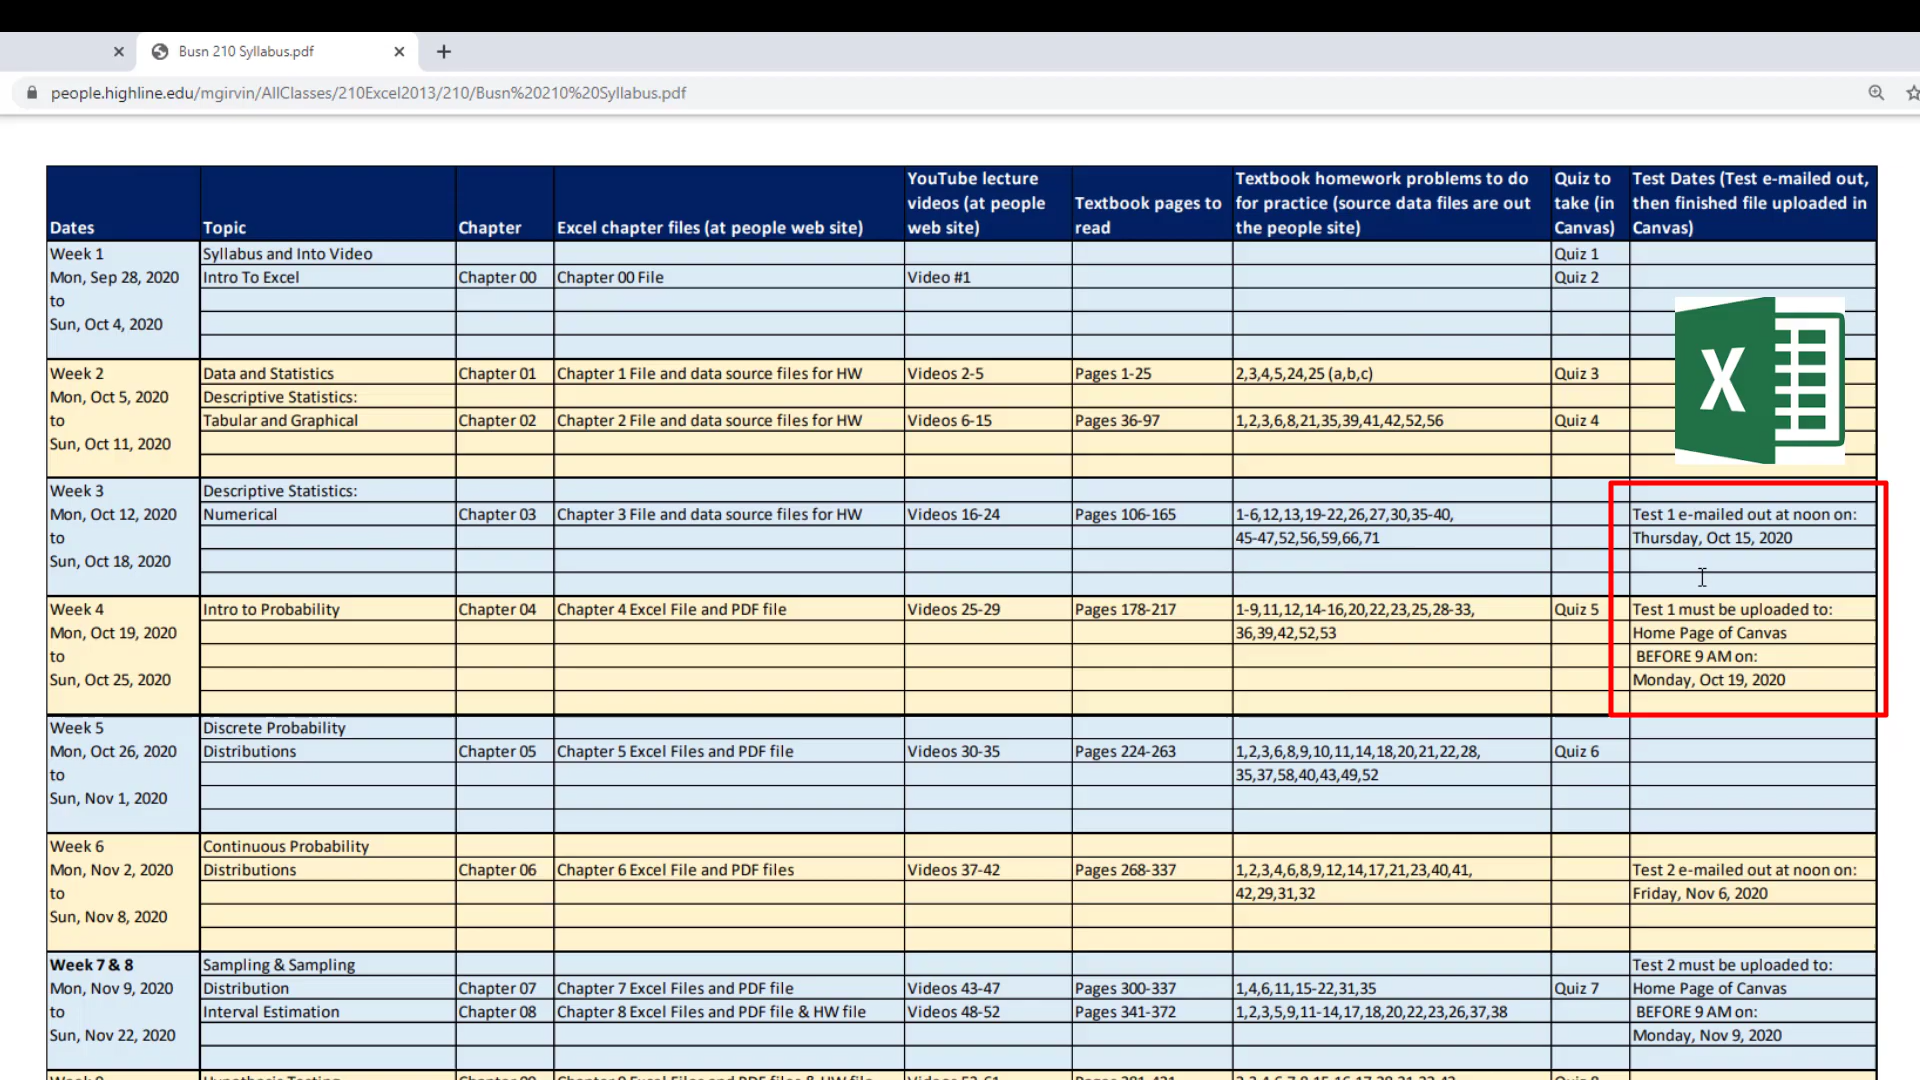 Busn 210 Syllabus.pdf
people.highline.edu/mgirvin/AllClasses/210Excel2013/210/Busn%20210%20Syllabus.pdf
Dates Topic Chapter Excel chapter files (at people web site) YouTube lecture videos (at people web site) Textbook pages to read Textbook homework problems to do for practice (source data files are out the people site) Quiz to take (in Canvas) Test Dates (Test e-mailed out, then finished file uploaded in Canvas)
Week 1 Syllabus and Into Video Quiz 1
Mon, Sep 28, 2020 Intro To Excel Chapter 00 Chapter 00 File Video #1 Quiz 2
to
Sun, Oct 4, 2020
X
Week 2 Data and Statistics Chapter 01 Chapter 1 File and data source files for HW Videos 2-5 Pages 1-25 2,3,4,5,24,25 (a,b,c) Quiz 3
Mon, Oct 5, 2020 Descriptive Statistics:
to Tabular and Graphical Chapter 02 Chapter 2 File and data source files for HW Videos 6-15 Pages 36-97 1,2,3,6,8,21,35,39,41,42,52,56 Quiz 4
Sun, Oct 11, 2020
Week 3 Descriptive Statistics:
Mon, Oct 12, 2020 Numerical Chapter 03 Chapter 3 File and data source files for HW Videos 16-24 Pages 106-165 1-6,12,13,19-22,26,27,30,35-40, Test 1 e-mailed out at noon on:
to 45-47,52,56,59,66,71 Thursday, Oct 15, 2020
Sun, Oct 18, 2020
Week 4 Intro to Probability Chapter 04 Chapter 4 Excel File and PDF file Videos 25-29 Pages 178-217 1-9,11,12,14-16,20,22,23,25,28-33, Quiz 5 Test 1 must be uploaded to:
Mon, Oct 19, 2020 36,39,42,52,53 Home Page of Canvas
to BEFORE 9 AM on:
Sun, Oct 25, 2020 Monday, Oct 19, 2020
Week 5 Discrete Probability
Mon, Oct 26, 2020 Distributions Chapter 05 Chapter 5 Excel Files and PDF file Videos 30-35 Pages 224-263 1,2,3,6,8,9,10,11,14,18,20,21,22,28, Quiz 6
to 35,37,58,40,43,49,52
Sun, Nov 1, 2020
Week 6 Continuous Probability
Mon, Nov 2, 2020 Distributions Chapter 06 Chapter 6 Excel File and PDF files Videos 37-42 Pages 268-337 1,2,3,4,6,8,9,12,14,17,21,23,40,41, Test 2 e-mailed out at noon on:
to 42,29,31,32 Friday, Nov 6, 2020
Sun, Nov 8, 2020
Week 7 & 8 Sampling & Sampling Test 2 must be uploaded to:
Mon, Nov 9, 2020 Distribution Chapter 07 Chapter 7 Excel Files and PDF file Videos 43-47 Pages 300-337 1,4,6,11,15-22,31,35 Quiz 7 Home Page of Canvas
to Interval Estimation Chapter 08 Chapter 8 Excel Files and PDF file & HW file Videos 48-52 Pages 341-372 1,2,3,5,9,11-14,17,18,20,22,23,26,37,38 BEFORE 9 AM on:
Sun, Nov 22, 2020 Monday, Nov 9, 2020